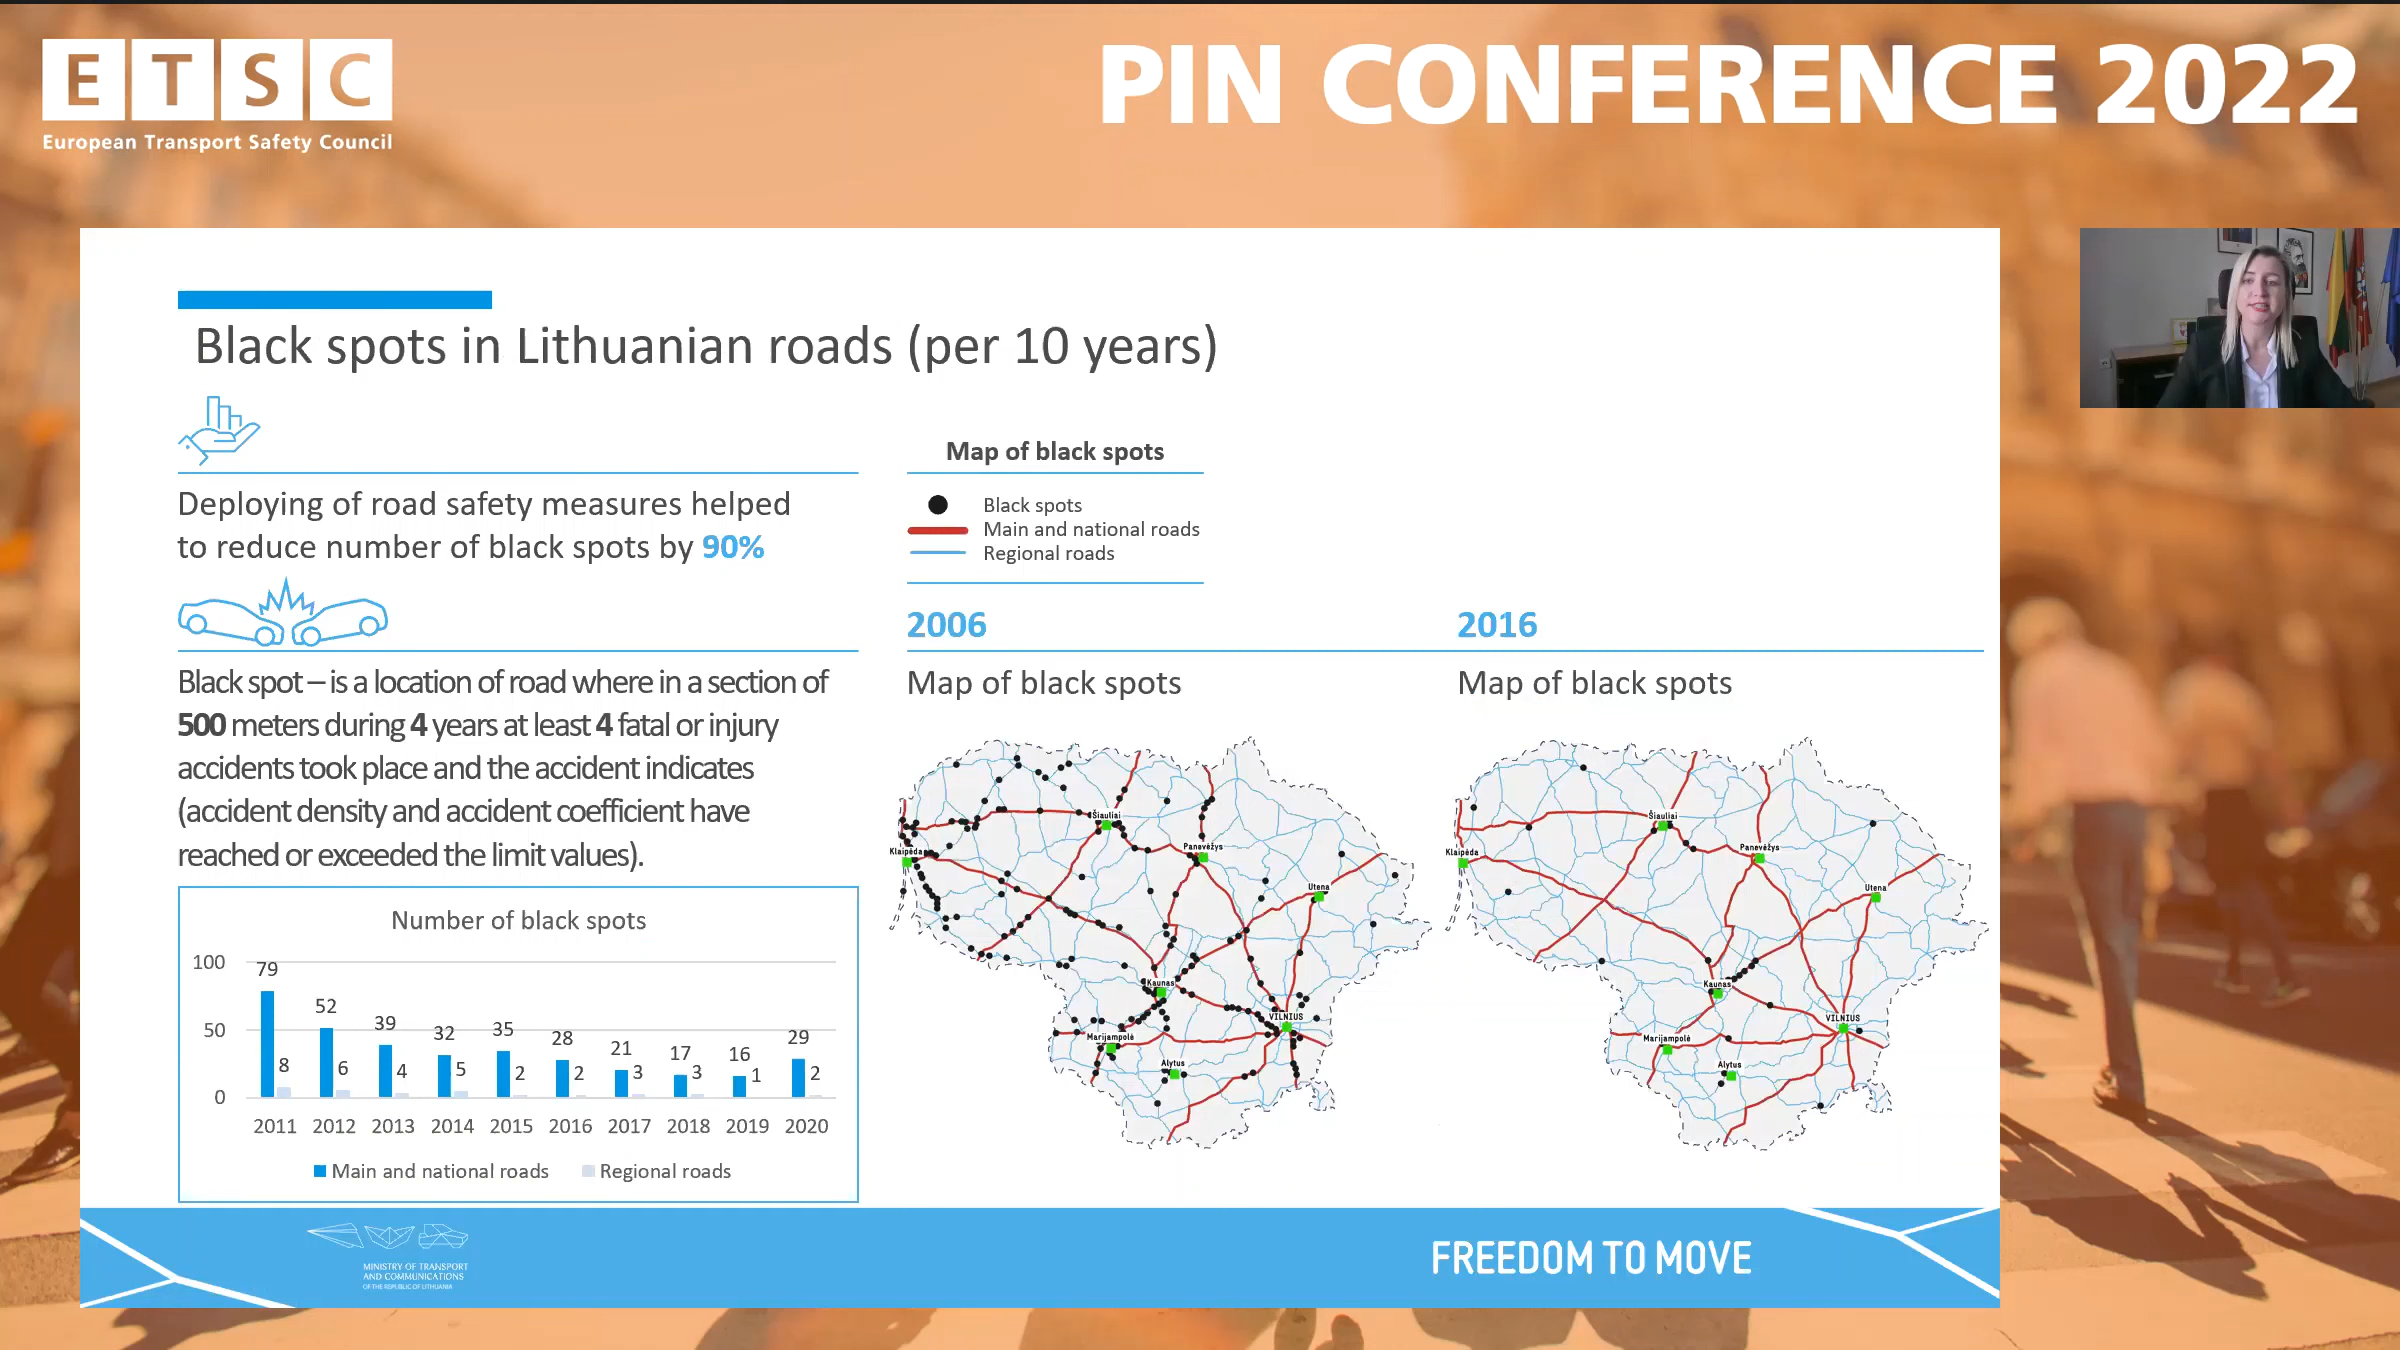 E T S C
European Transport Safety Council
PIN CONFERENCE 2022
Black spots in Lithuanian roads (per 10 years)
Deploying of road safety measures helped
to reduce number of black spots by 90%
Black spot – is a location of road where in a section of
500 meters during 4 years at least 4 fatal or injury
accidents took place and the accident indicates
(accident density and accident coefficient have
reached or exceeded the limit values).
Number of black spots
100
50
0
79 52 39 32 35 28 21 17 16 29
8 6 4 5 2 2 3 3 1 2
2011 2012 2013 2014 2015 2016 2017 2018 2019 2020
Main and national roads Regional roads
Map of black spots
Black spots
Main and national roads
Regional roads
2006
Map of black spots
Šiauliai
Klaipėda
Panevėžys
Utena
Kaunas
VILNIUS
Marijampolė
Alytus
2016
Map of black spots
Šiauliai
Klaipėda
Panevėžys
Utena
Kaunas
VILNIUS
Marijampolė
Alytus
MINISTRY OF TRANSPORT
AND COMMUNICATIONS
OF THE REPUBLIC OF LITHUANIA
FREEDOM TO MOVE